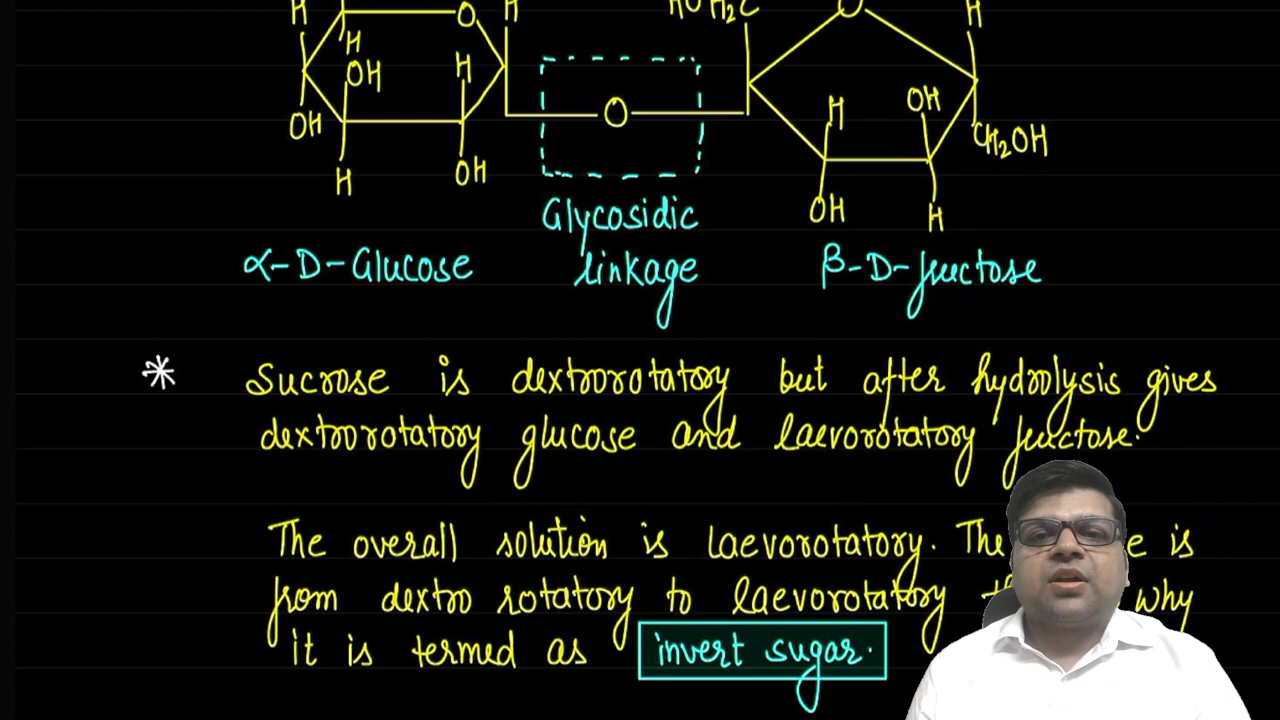 H O H HOH₂C O H
H
OH H H OH
OH O CH₂OH
H OH OH H
Glycosidic
α-D-Glucose linkage β-D-fructose
* Sucrose is dextrorotatory but after hydrolysis gives
dextrorotatory glucose and laevorotatory fructose.
The overall solution is laevorotatory. The e is
from dextro rotatory to laevorotatory why
it is termed as invert sugar.